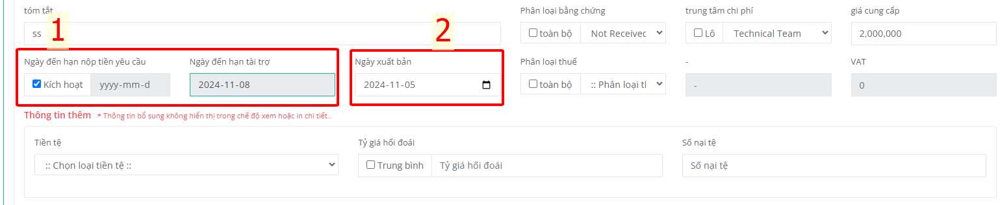 tóm tắt Phân loại bằng chứng trung tâm chi phí giá cung cấp
ss 1 2 toàn bộ Not Received Lô Technical Team 2,000,000
Ngày đến hạn nộp tiền yêu cầu Ngày đến hạn tài trợ Ngày xuất bản Phân loại thuế - VAT
Kích hoạt yyyy-mm-d 2024-11-08 2024-11-05 toàn bộ :: Phân loại tl - 0
Thông tin thêm * Thông tin bổ sung không hiển thị trong chế độ xem hoặc in chi tiết..
Tiền tệ Tỷ giá hối đoái Số nại tệ
:: Chọn loại tiền tệ :: Trung bình Tỷ giá hối đoái Số nại tệ